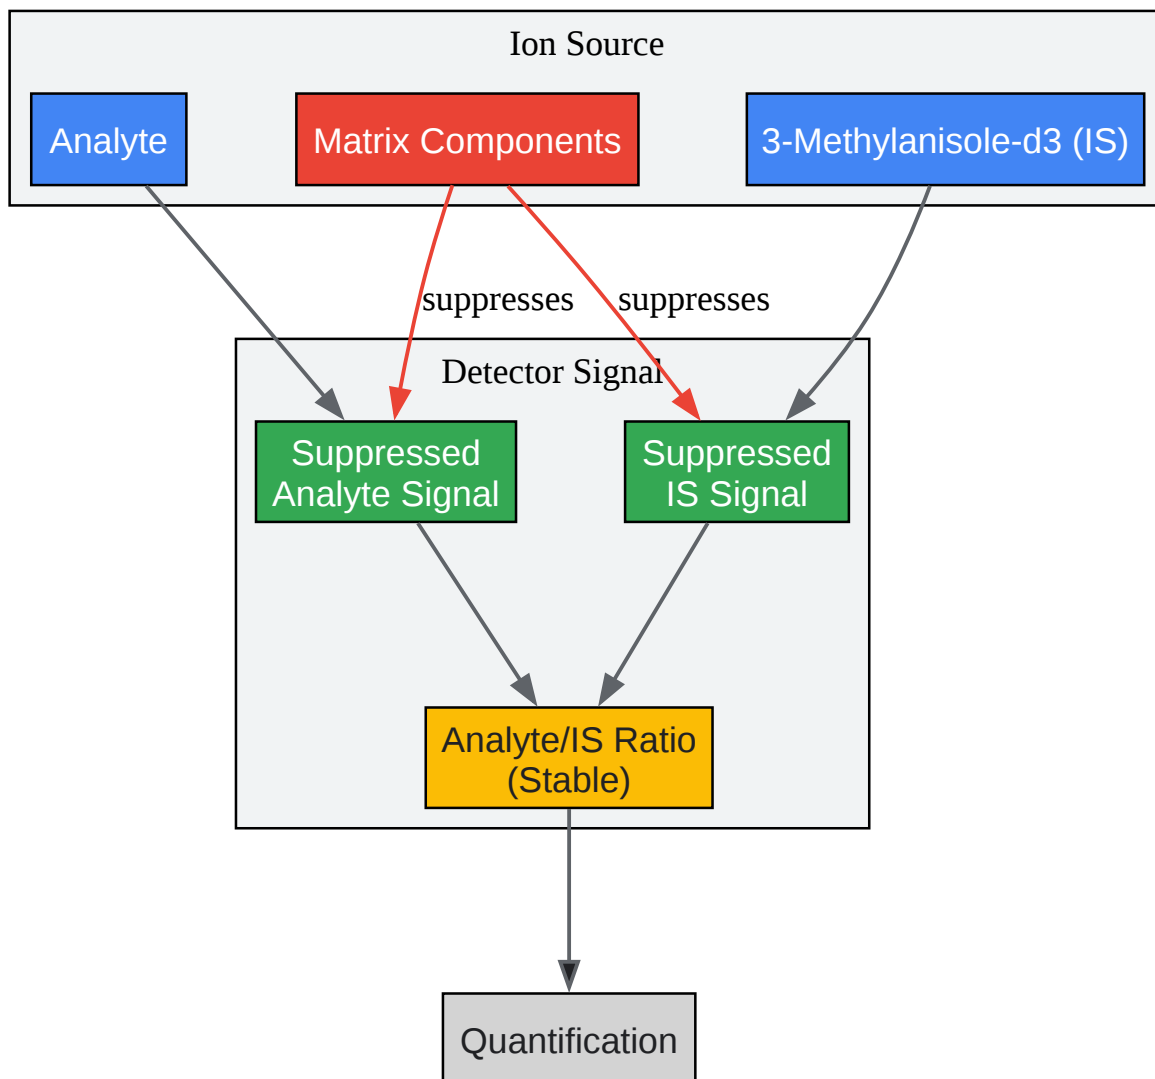 Ion Source
Analyte
Matrix Components
3-Methylanisole-d3 (IS)
suppresses
suppresses
Detector Signal
Suppressed
Analyte Signal
Suppressed
IS Signal
Analyte/IS Ratio
(Stable)
Quantification